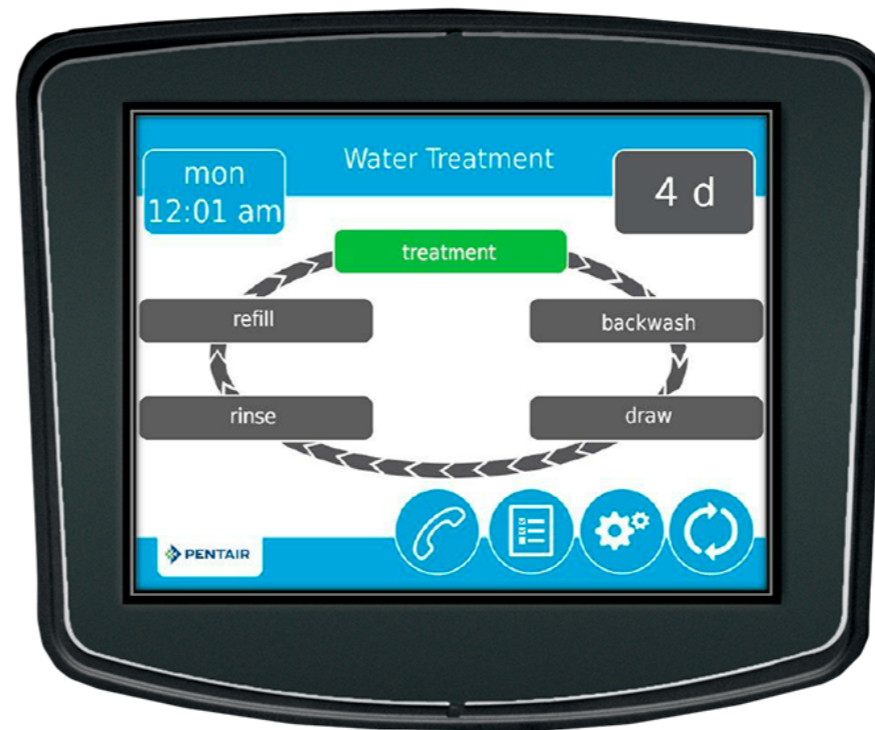 mon
12:01 am
Water Treatment
4 d
treatment
refill
backwash
rinse
draw
PENTAIR